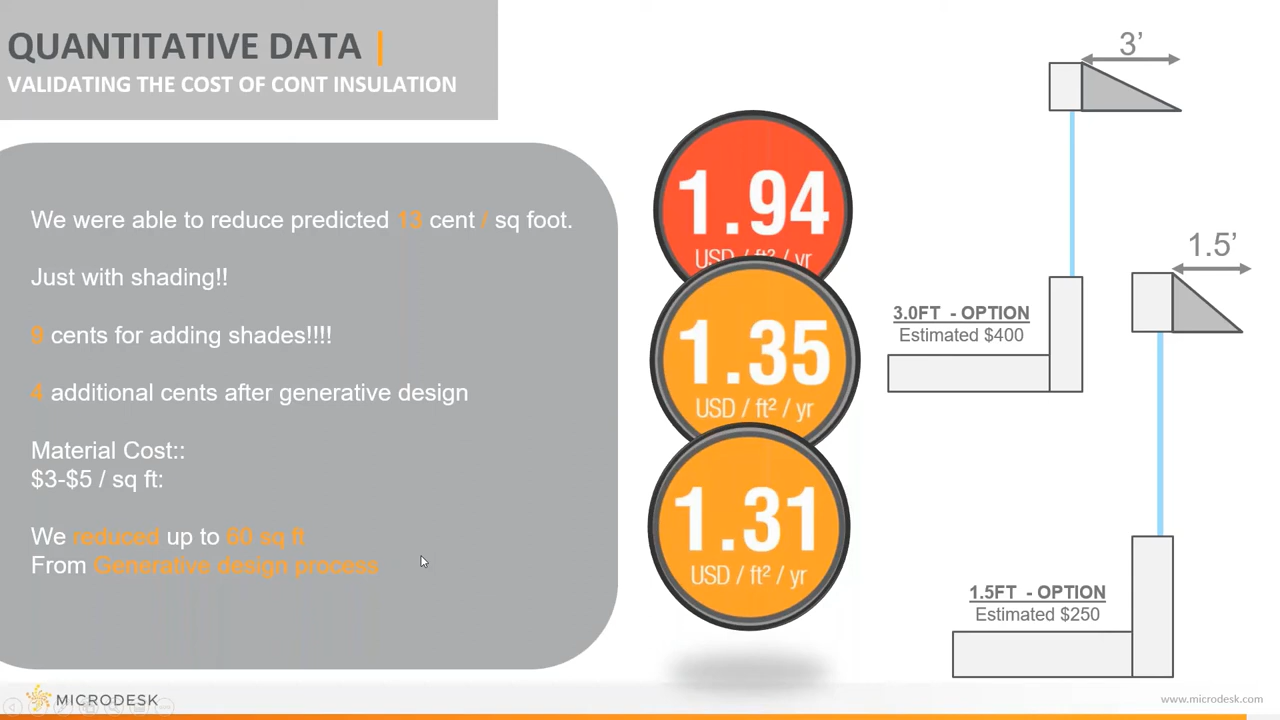 QUANTITATIVE DATA |
VALIDATING THE COST OF CONT INSULATION
We were able to reduce predicted 13 cent / sq foot.
Just with shading!!
9 cents for adding shades!!!!
4 additional cents after generative design
Material Cost::
$3-$5 / sq ft:
We reduced up to 80 sq ft
From Generative design process
1.94
USD / ft² / yr
1.35
USD / ft² / yr
1.31
USD / ft² / yr
3’
3.0FT - OPTION
Estimated $400
1.5’
1.5FT - OPTION
Estimated $250
MICRODESK
www.microdesk.com